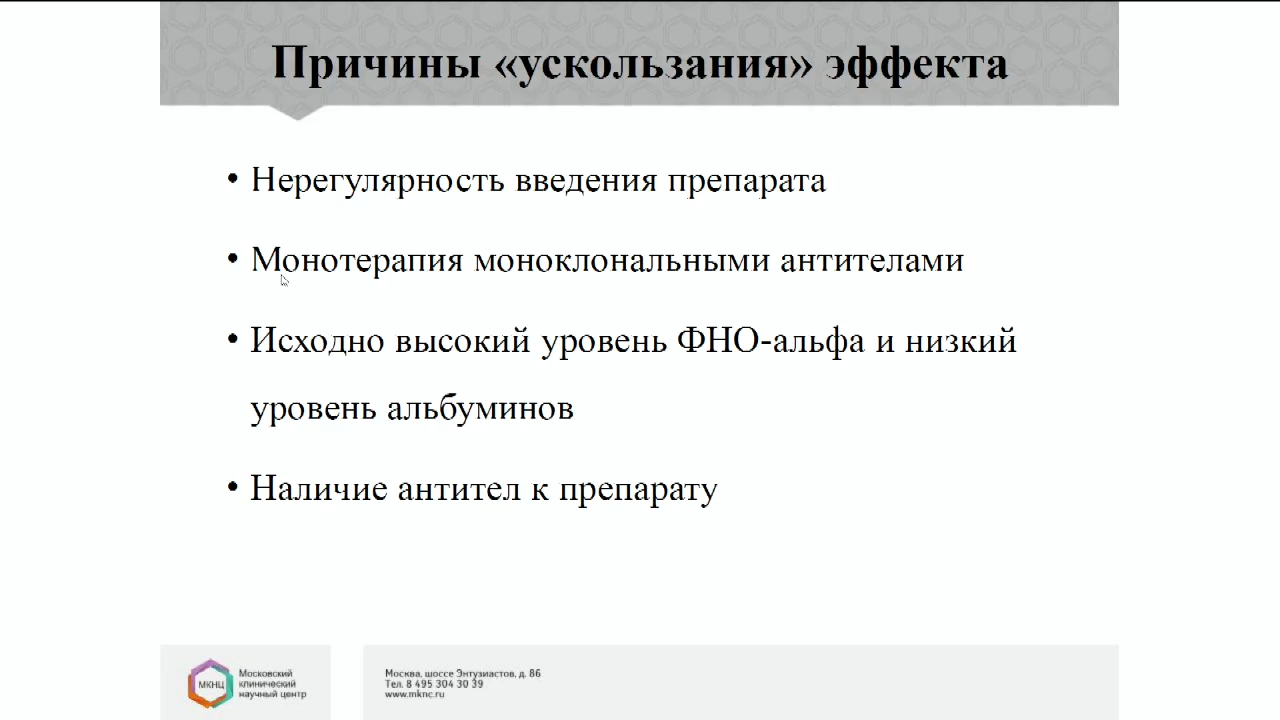 Причины «ускользания» эффекта
• Нерегулярность введения препарата
• Монотерапия моноклональными антителами
• Исходно высокий уровень ФНО-альфа и низкий
уровень альбуминов
• Наличие антител к препарату
МКНЦ
Московский
клинический
научный центр
Москва, шоссе Энтузиастов, д. 86
Тел. 8 495 304 30 39
www.mknc.ru